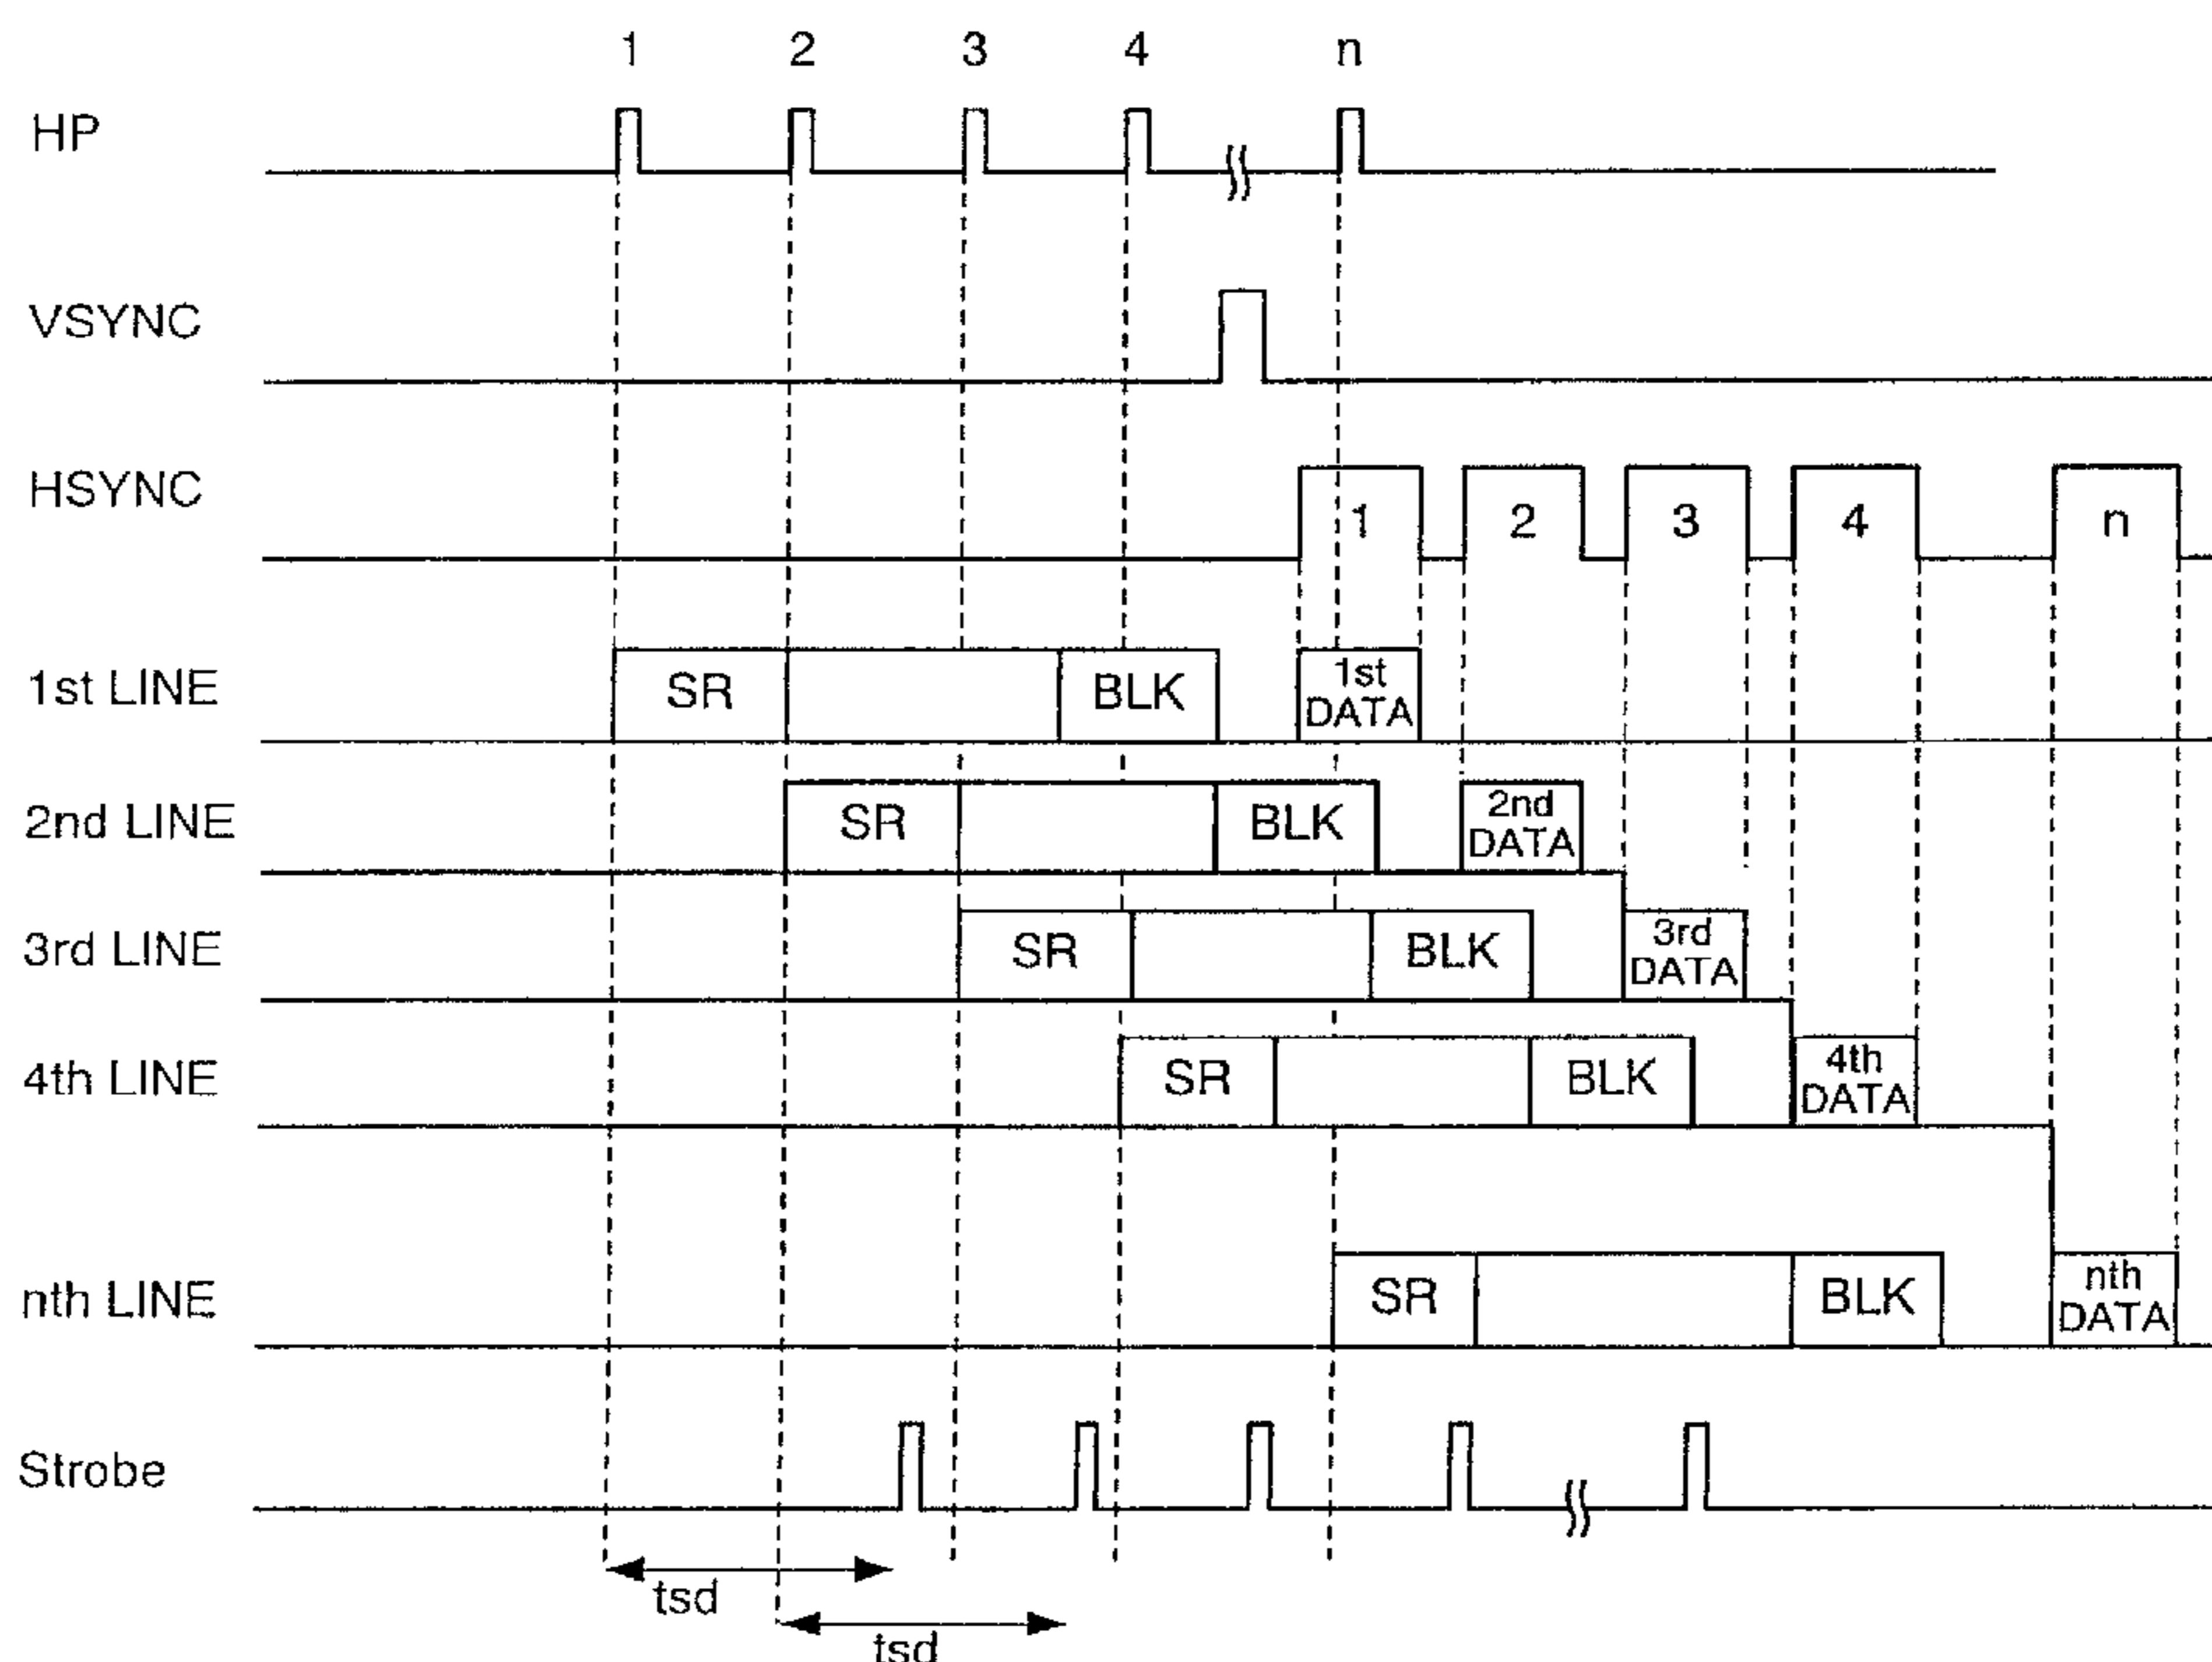 1 2 3 4 n
HP
VSYNC
HSYNC 1 2 3 4 n
1st LINE SR BLK 1st DATA
2nd LINE SR BLK 2nd DATA
3rd LINE SR BLK 3rd DATA
4th LINE SR BLK 4th DATA
nth LINE SR BLK nth DATA
Strobe
tsd
tsd